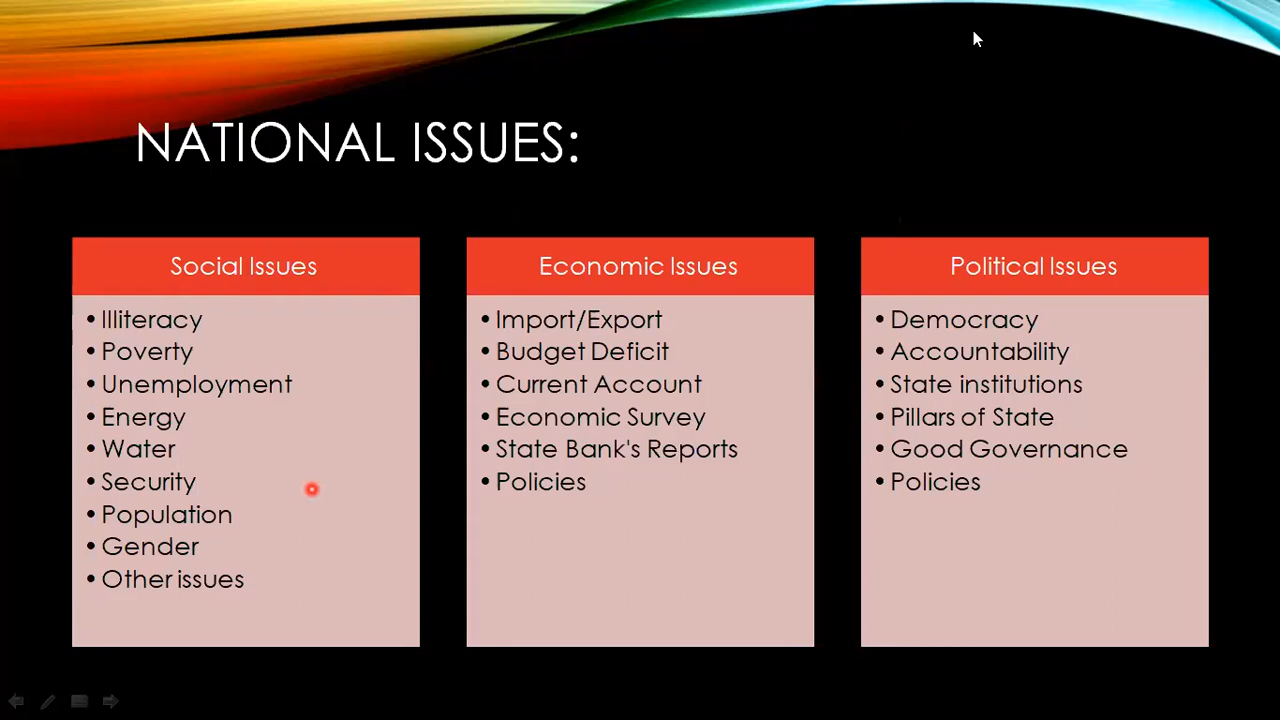 NATIONAL ISSUES:
Social Issues
• Illiteracy
• Poverty
• Unemployment
• Energy
• Water
• Security
• Population
• Gender
• Other issues
Economic Issues
• Import/Export
• Budget Deficit
• Current Account
• Economic Survey
• State Bank's Reports
• Policies
Political Issues
• Democracy
• Accountability
• State institutions
• Pillars of State
• Good Governance
• Policies